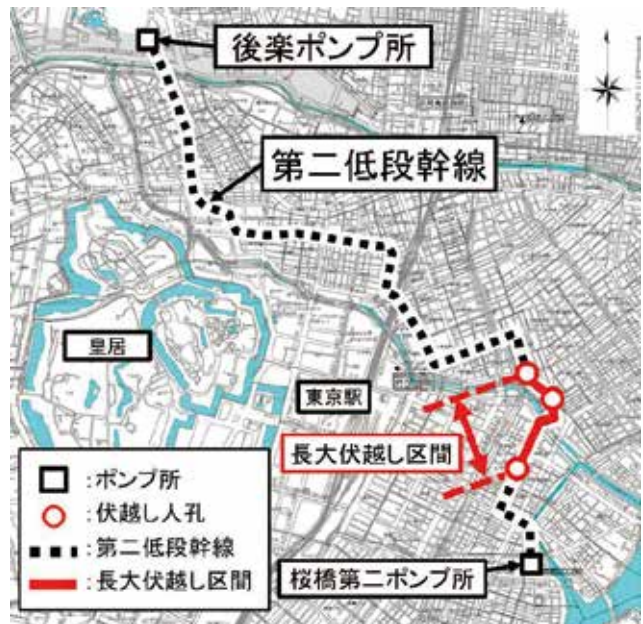 後楽ポンプ所
第二低段幹線
皇居
東京駅
長大伏越し区間
□:ポンプ所
○:伏越し人孔
:第二低段幹線
:長大伏越し区間
桜橋第二ポンプ所